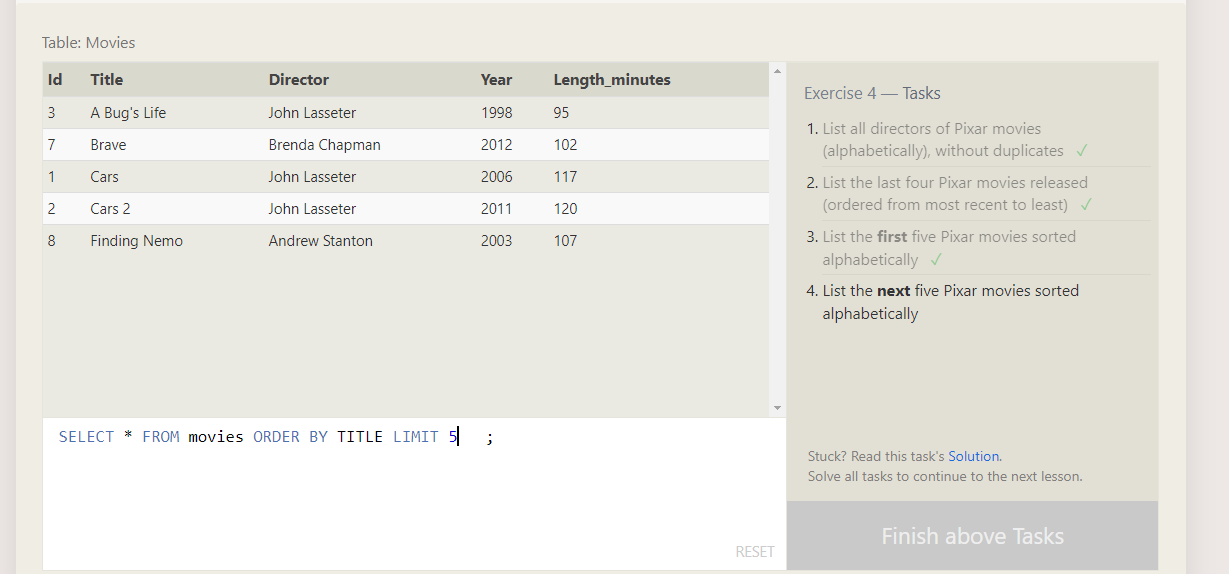 Table: Movies
Id Title Director Year Length_minutes
3 A Bug's Life John Lasseter 1998 95
7 Brave Brenda Chapman 2012 102
1 Cars John Lasseter 2006 117
2 Cars 2 John Lasseter 2011 120
8 Finding Nemo Andrew Stanton 2003 107
SELECT * FROM movies ORDER BY TITLE LIMIT 5 ;
RESET
Exercise 4 — Tasks
1. List all directors of Pixar movies
(alphabetically), without duplicates ✓
2. List the last four Pixar movies released
(ordered from most recent to least) ✓
3. List the first five Pixar movies sorted
alphabetically ✓
4. List the next five Pixar movies sorted
alphabetically
Stuck? Read this task's Solution.
Solve all tasks to continue to the next lesson.
Finish above Tasks